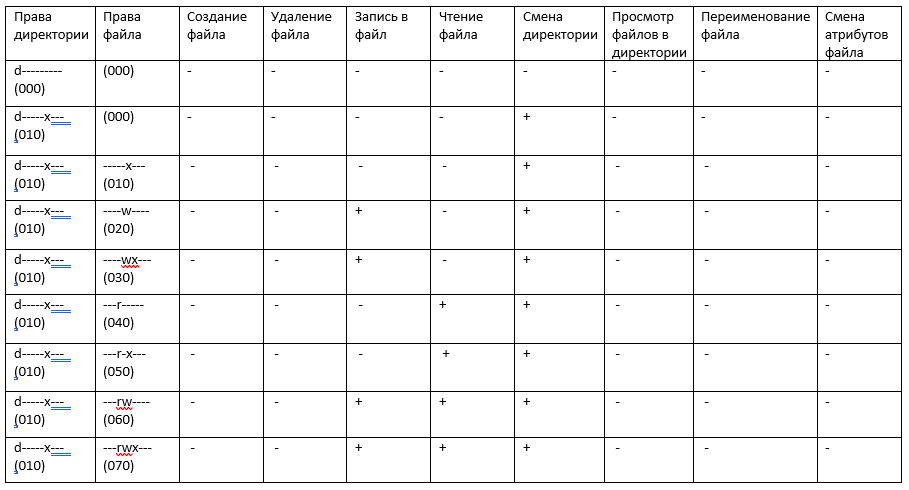 Права директории Права файла Создание файла Удаление файла Запись в файл Чтение файла Смена директории Просмотр файлов в директории Переименование файла Смена атрибутов файла
d--------- (000) (000) - - - - - - - -
d-----x--- (010) (000) - - - - + - - -
d-----x--- (010) -----x--- (010) - - - - + - - -
d-----x--- (010) ----w---- (020) - - + - + - - -
d-----x--- (010) ----wx--- (030) - - + - + - - -
d-----x--- (010) ---r----- (040) - - - + + - - -
d-----x--- (010) ---r-x--- (050) - - - + + - - -
d-----x--- (010) ---rw---- (060) - - + + + - - -
d-----x--- (010) ---rwx--- (070) - - + + + - - -